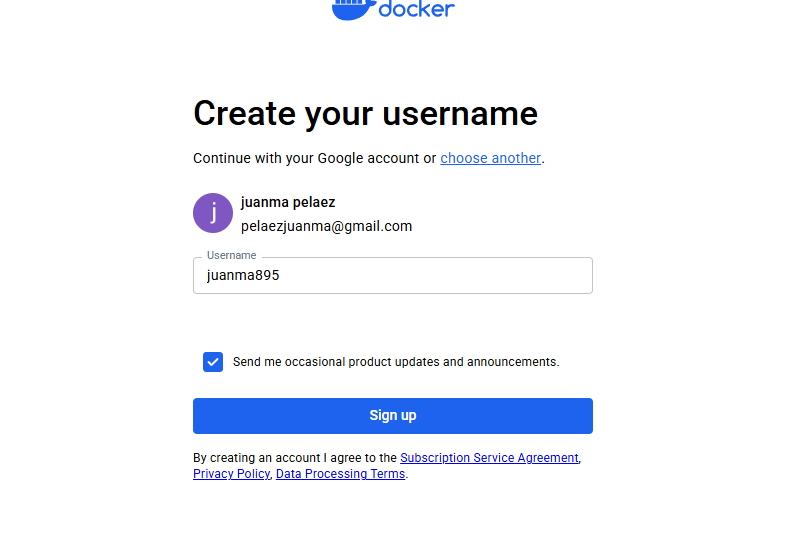 docker
Create your username
Continue with your Google account or choose another.
j
juanma pelaez
pelaezjuanma@gmail.com
Username
juanma895
Send me occasional product updates and announcements.
Sign up
By creating an account I agree to the Subscription Service Agreement,
Privacy Policy, Data Processing Terms.